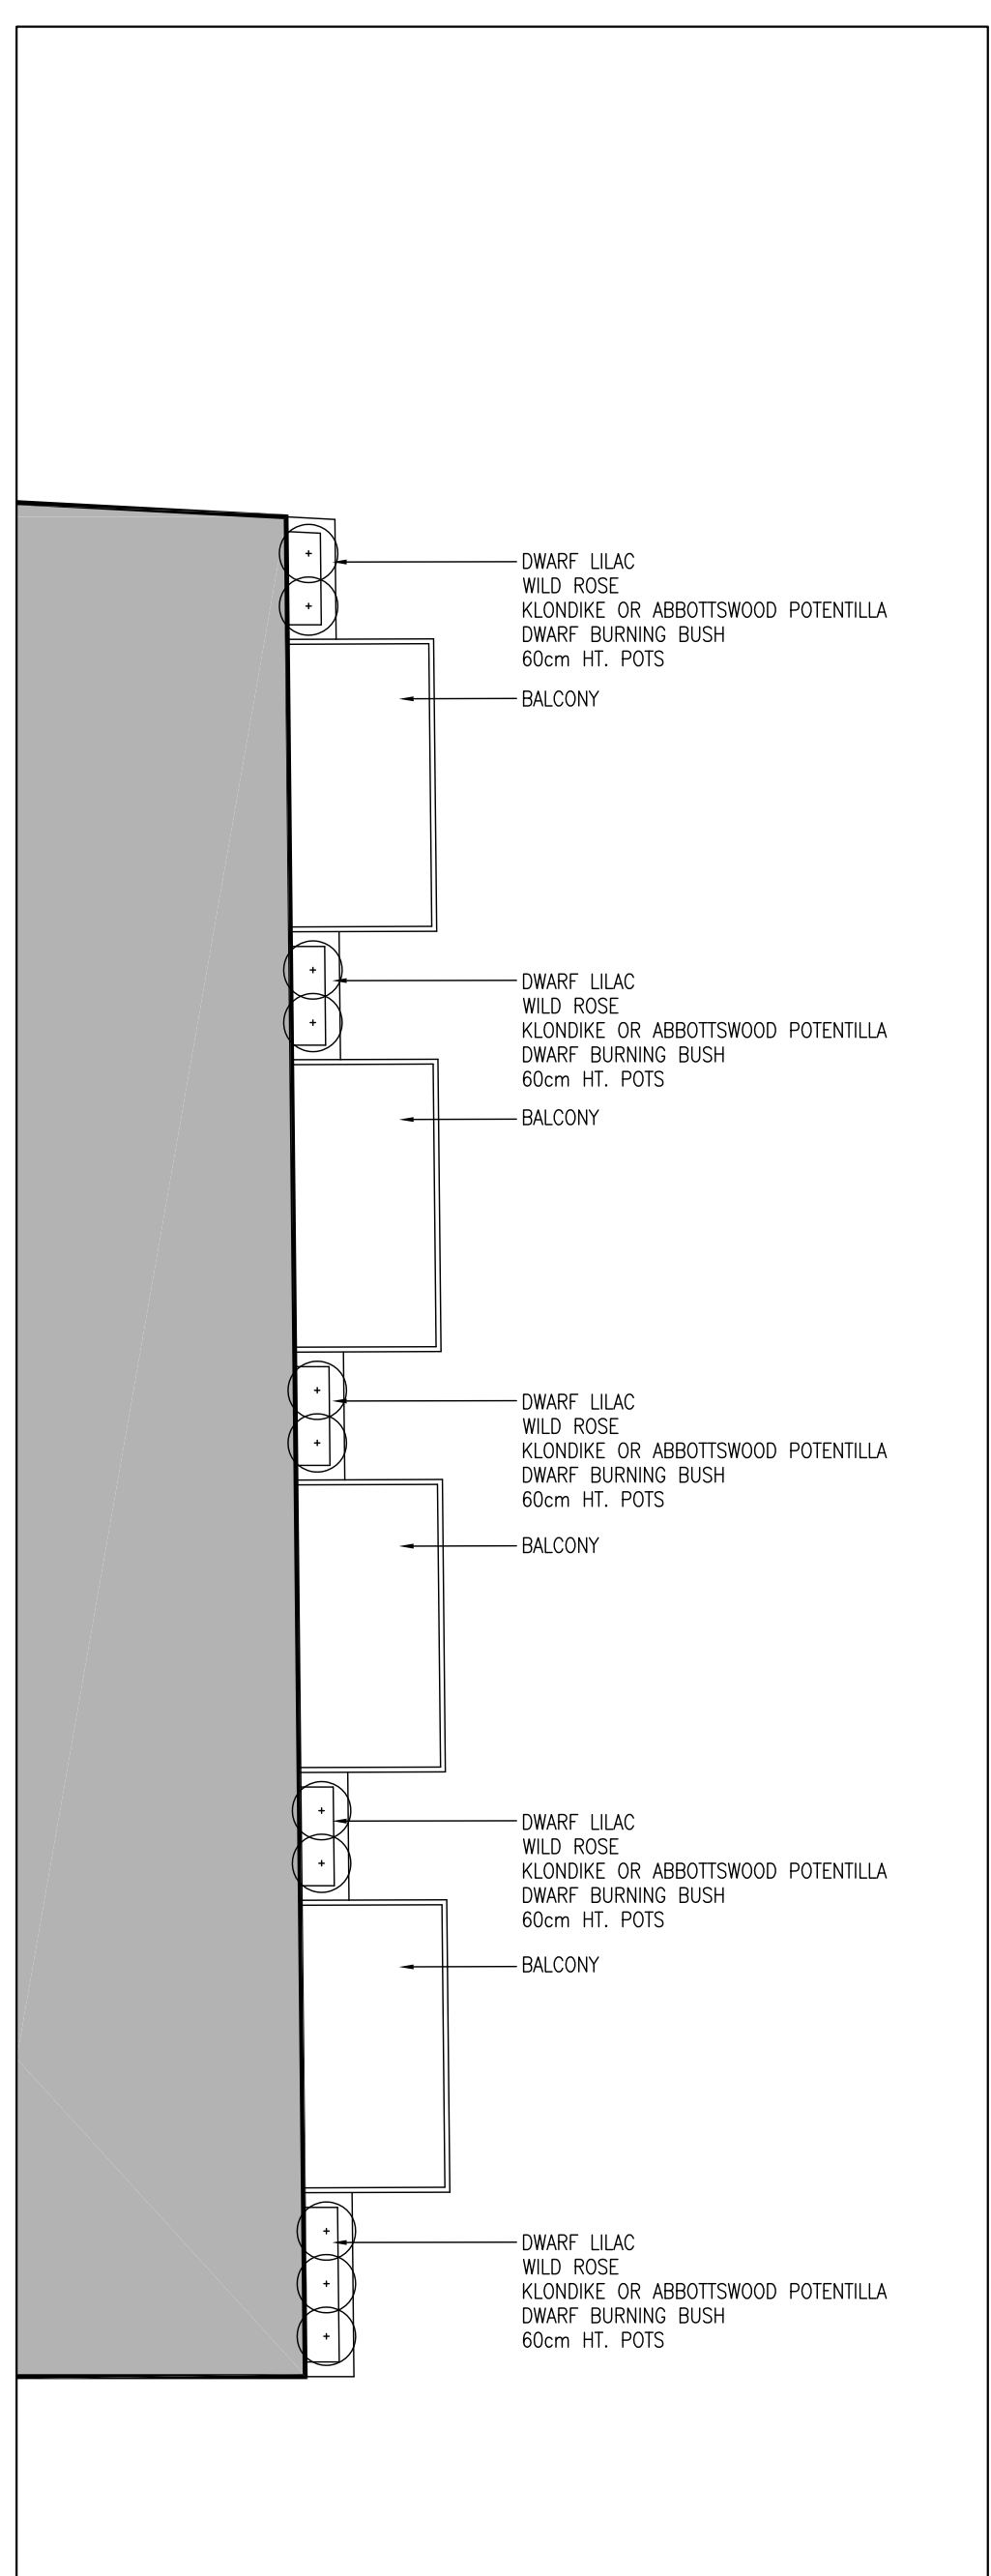 DWARF LILAC
WILD ROSE
KLONDIKE OR ABBOTTSWOOD POTENTILLA
DWARF BURNING BUSH
60cm HT. POTS
BALCONY
DWARF LILAC
WILD ROSE
KLONDIKE OR ABBOTTSWOOD POTENTILLA
DWARF BURNING BUSH
60cm HT. POTS
BALCONY
DWARF LILAC
WILD ROSE
KLONDIKE OR ABBOTTSWOOD POTENTILLA
DWARF BURNING BUSH
60cm HT. POTS
BALCONY
DWARF LILAC
WILD ROSE
KLONDIKE OR ABBOTTSWOOD POTENTILLA
DWARF BURNING BUSH
60cm HT. POTS
BALCONY
DWARF LILAC
WILD ROSE
KLONDIKE OR ABBOTTSWOOD POTENTILLA
DWARF BURNING BUSH
60cm HT. POTS